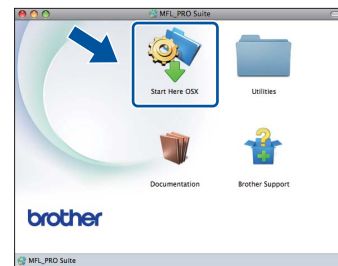 MFL_PRO Suite
Start Here OSX
Utilities
Documentation
Brother Support
brother
MFL_PRO Suite